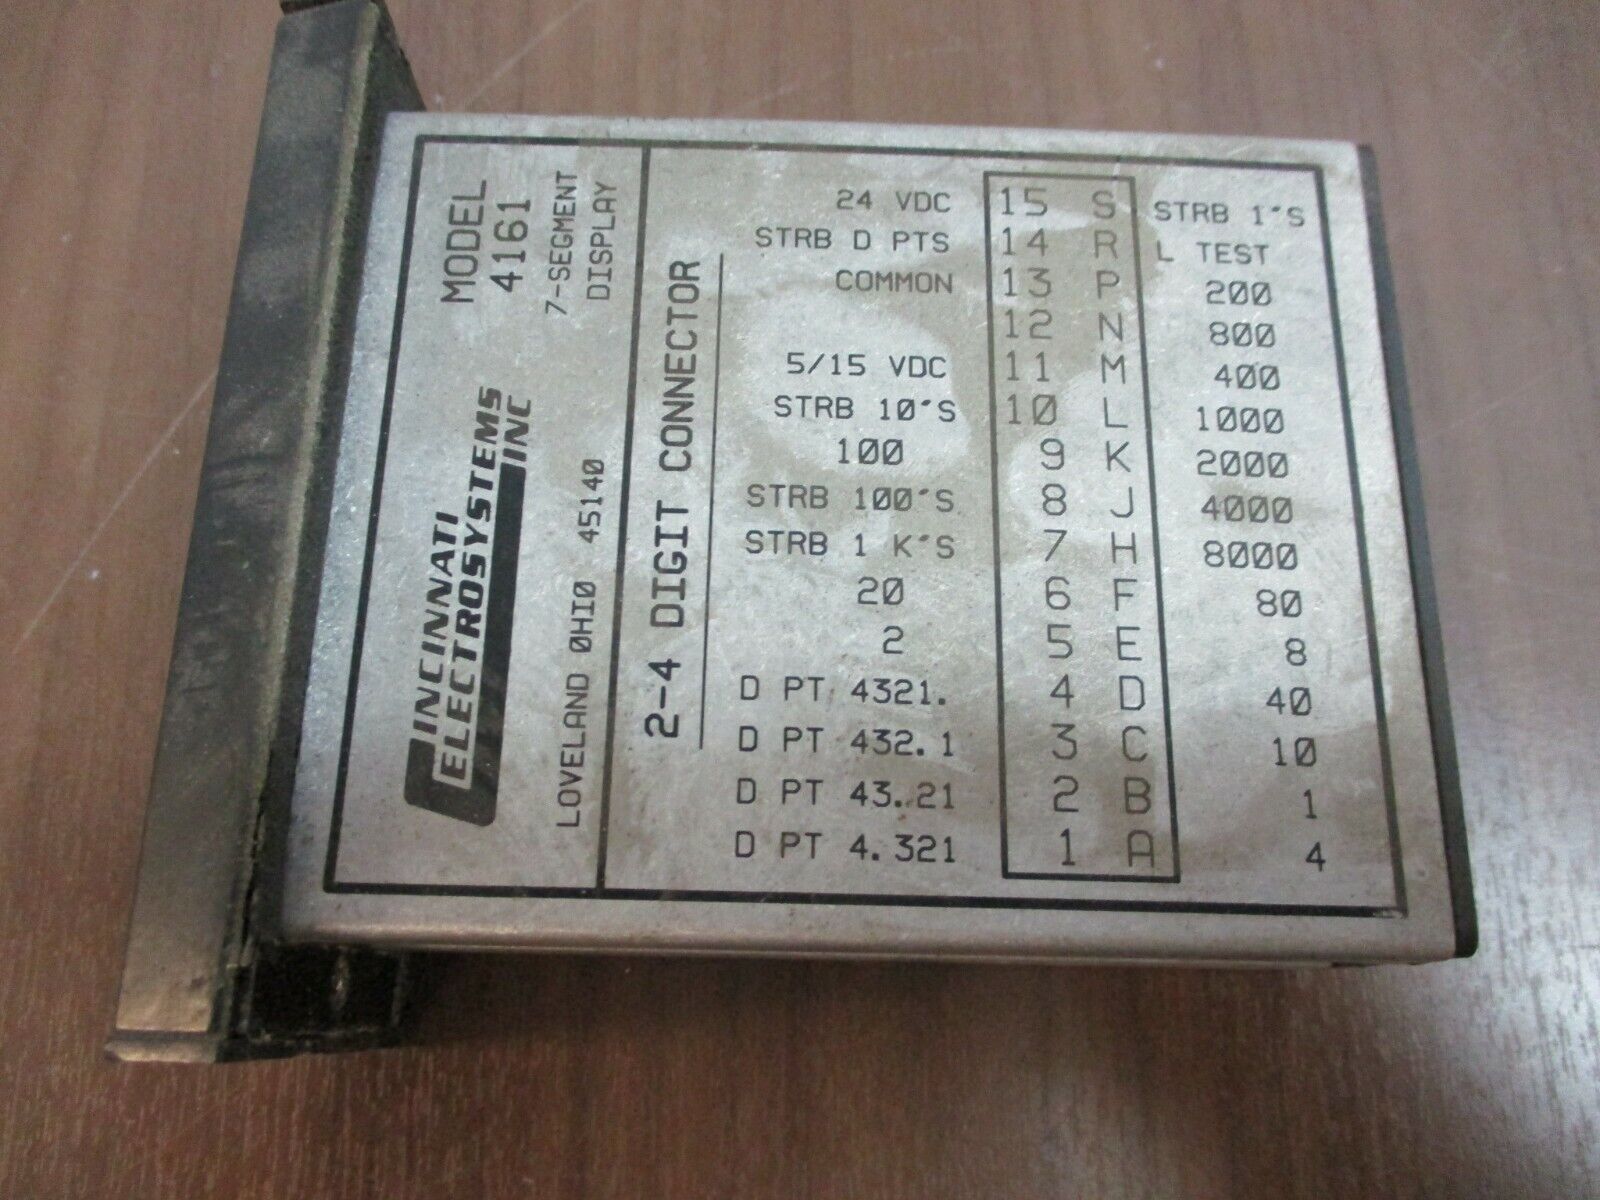 MODEL
4161
7-SEGMENT
DISPLAY
CINCINNATI
ELECTROSYSTEMS
INC
LOVELAND OHIO 45140
2-4 DIGIT CONNECTOR
24 VDC 15 S STRB 1'S
STRB D PTS 14 R L TEST
COMMON 13 P 200
12 N 800
5/15 VDC 11 M 400
STRB 10'S 10 L 1000
100 9 K 2000
STRB 100'S 8 J 4000
STRB 1 K'S 7 H 8000
20 6 F 80
2 5 E 8
D PT 4321. 4 D 40
D PT 432.1 3 C 10
D PT 43.21 2 B 1
D PT 4.321 1 A 4